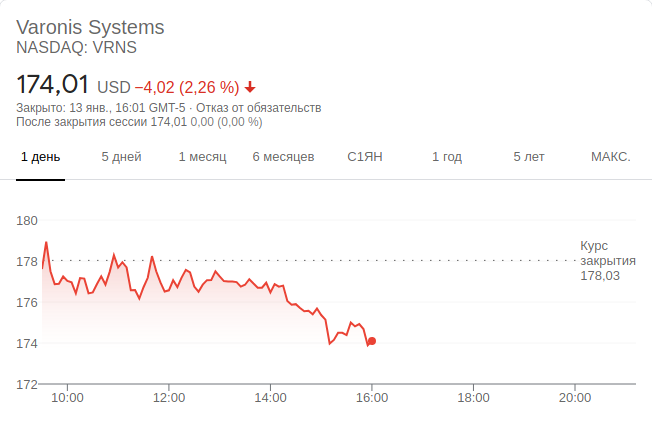 Varonis Systems
NASDAQ: VRNS
174,01 USD −4,02 (2,26 %)
Закрыто: 13 янв., 16:01 GMT-5 · Отказ от обязательств
После закрытия сессии 174,01 0,00 (0,00 %)
1 день 5 дней 1 месяц 6 месяцев С1ЯН 1 год 5 лет МАКС.
180
178
176
174
172
Курс
закрытия
178,03
10:00 12:00 14:00 16:00 18:00 20:00